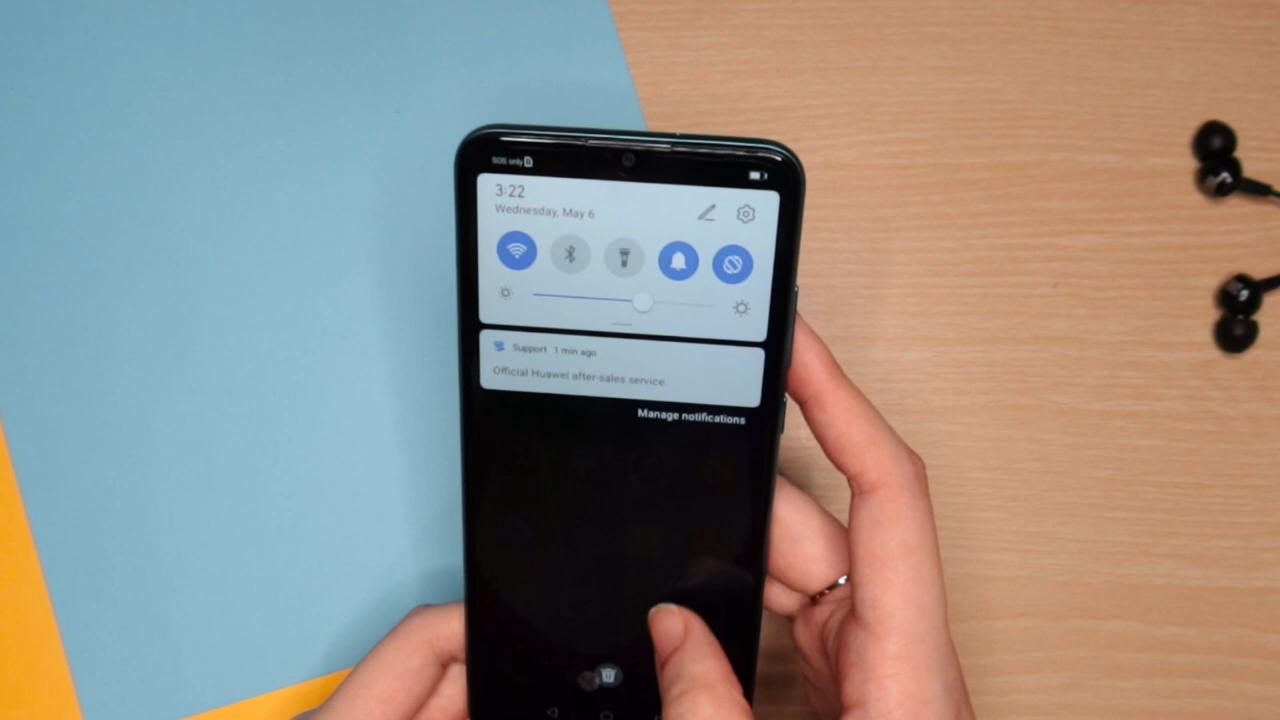 SOS only
3:22
Wednesday, May 6
Support 1 min ago
Official Huawei after-sales service.
Manage notifications